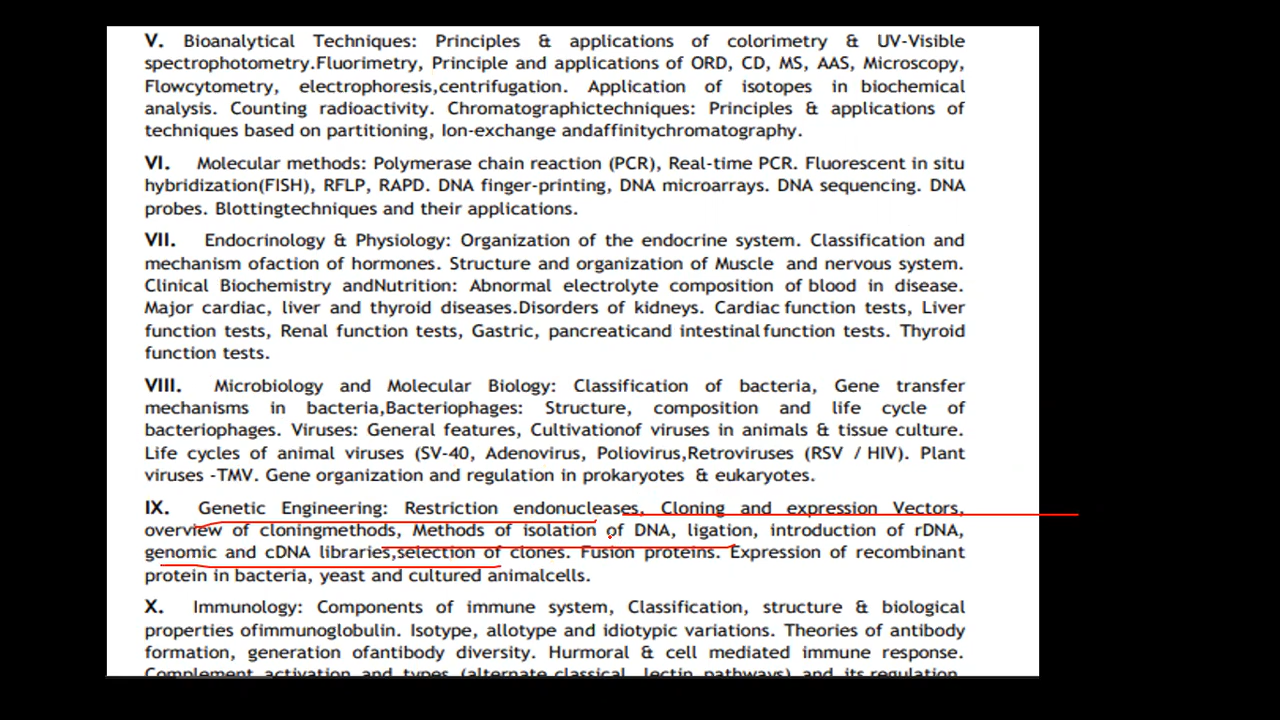 V. Bioanalytical Techniques: Principles & applications of colorimetry & UV-Visible
spectrophotometry.Fluorimetry, Principle and applications of ORD, CD, MS, AAS, Microscopy,
Flowcytometry, electrophoresis,centrifugation. Application of isotopes in biochemical
analysis. Counting radioactivity. Chromatographictechniques: Principles & applications of
techniques based on partitioning, Ion-exchange andaffinitychromatography.
VI. Molecular methods: Polymerase chain reaction (PCR), Real-time PCR. Fluorescent in situ
hybridization(FISH), RFLP, RAPD. DNA finger-printing, DNA microarrays. DNA sequencing. DNA
probes. Blottingtechniques and their applications.
VII. Endocrinology & Physiology: Organization of the endocrine system. Classification and
mechanism ofaction of hormones. Structure and organization of Muscle and nervous system.
Clinical Biochemistry andNutrition: Abnormal electrolyte composition of blood in disease.
Major cardiac, liver and thyroid diseases.Disorders of kidneys. Cardiac function tests, Liver
function tests, Renal function tests, Gastric, pancreaticand intestinal function tests. Thyroid
function tests.
VIII. Microbiology and Molecular Biology: Classification of bacteria, Gene transfer
mechanisms in bacteria,Bacteriophages: Structure, composition and life cycle of
bacteriophages. Viruses: General features, Cultivationof viruses in animals & tissue culture.
Life cycles of animal viruses (SV-40, Adenovirus, Poliovirus,Retroviruses (RSV / HIV). Plant
viruses -TMV. Gene organization and regulation in prokaryotes & eukaryotes.
IX. Genetic Engineering: Restriction endonucleases, Cloning and expression Vectors,
overview of cloningmethods, Methods of isolation of DNA, ligation, introduction of rDNA,
genomic and cDNA libraries,selection of clones. Fusion proteins. Expression of recombinant
protein in bacteria, yeast and cultured animalcells.
X. Immunology: Components of immune system, Classification, structure & biological
properties ofimmunoglobulin. Isotype, allotype and idiotypic variations. Theories of antibody
formation, generation ofantibody diversity. Hurmoral & cell mediated immune response.
Complement activation and types (alternate,classical, lectin pathways) and its regulation.